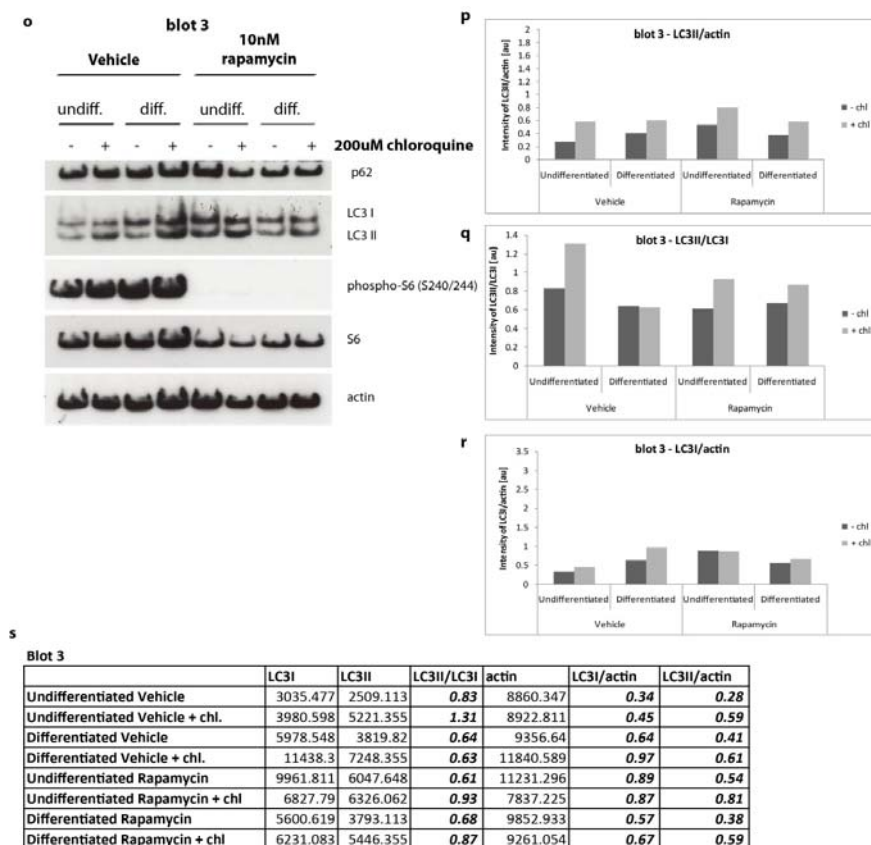 o
blot 3
Vehicle
10nM
rapamycin
undiff. diff. undiff. diff.
- + - + - + - + 200uM chloroquine
p62
LC3 I
LC3 II
phospho-S6 (S240/244)
S6
actin
p
blot 3 - LC3II/actin
Intensity of LC3II/actin [au]
2
1.8
1.6
1.4
1.2
1
0.8
0.6
0.4
0.2
0
Undifferentiated Differentiated Undifferentiated Differentiated
Vehicle Rapamycin
- chl
+ chl
q
blot 3 - LC3II/LC3I
Intensity of LC3II/LC3I [au]
1.4
1.2
1
0.8
0.6
0.4
0.2
0
Undifferentiated Differentiated Undifferentiated Differentiated
Vehicle Rapamycin
- chl
+ chl
r
blot 3 - LC3I/actin
Intensity of LC3I/actin [au]
3.5
3
2.5
2
1.5
1
0.5
0
Undifferentiated Differentiated Undifferentiated Differentiated
Vehicle Rapamycin
- chl
+ chl
s
Blot 3
LC3I LC3II LC3II/LC3I actin LC3I/actin LC3II/actin
Undifferentiated Vehicle 3035.477 2509.113 0.83 8860.347 0.34 0.28
Undifferentiated Vehicle + chl. 3980.598 5221.355 1.31 8922.811 0.45 0.59
Differentiated Vehicle 5978.548 3819.82 0.64 9356.64 0.64 0.41
Differentiated Vehicle + chl. 11438.3 7248.355 0.63 11840.589 0.97 0.61
Undifferentiated Rapamycin 9961.811 6047.648 0.61 11231.296 0.89 0.54
Undifferentiated Rapamycin + chl 6827.79 6326.062 0.93 7837.225 0.87 0.81
Differentiated Rapamycin 5600.619 3793.113 0.68 9852.933 0.57 0.38
Differentiated Rapamycin + chl 6231.083 5446.355 0.87 9261.054 0.67 0.59